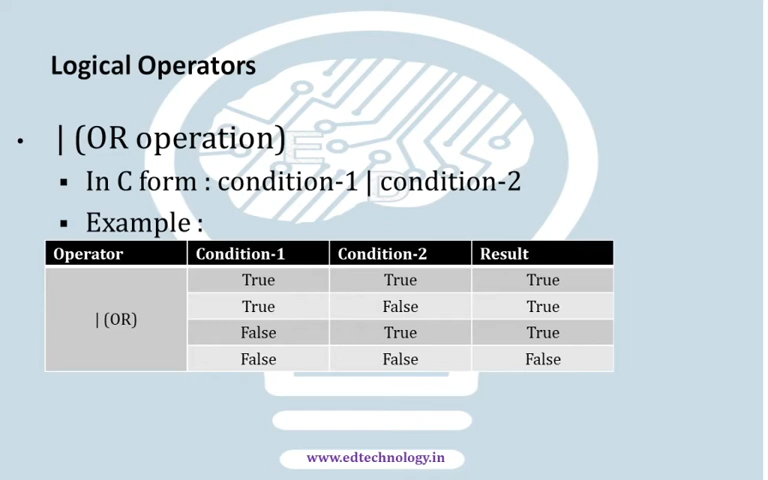 Logical Operators
• | (OR operation)
▪ In C form : condition-1 | condition-2
▪ Example :
Operator Condition-1 Condition-2 Result
True True True
True False True
| (OR)
False True True
False False False
E
D
www.edtechnology.in